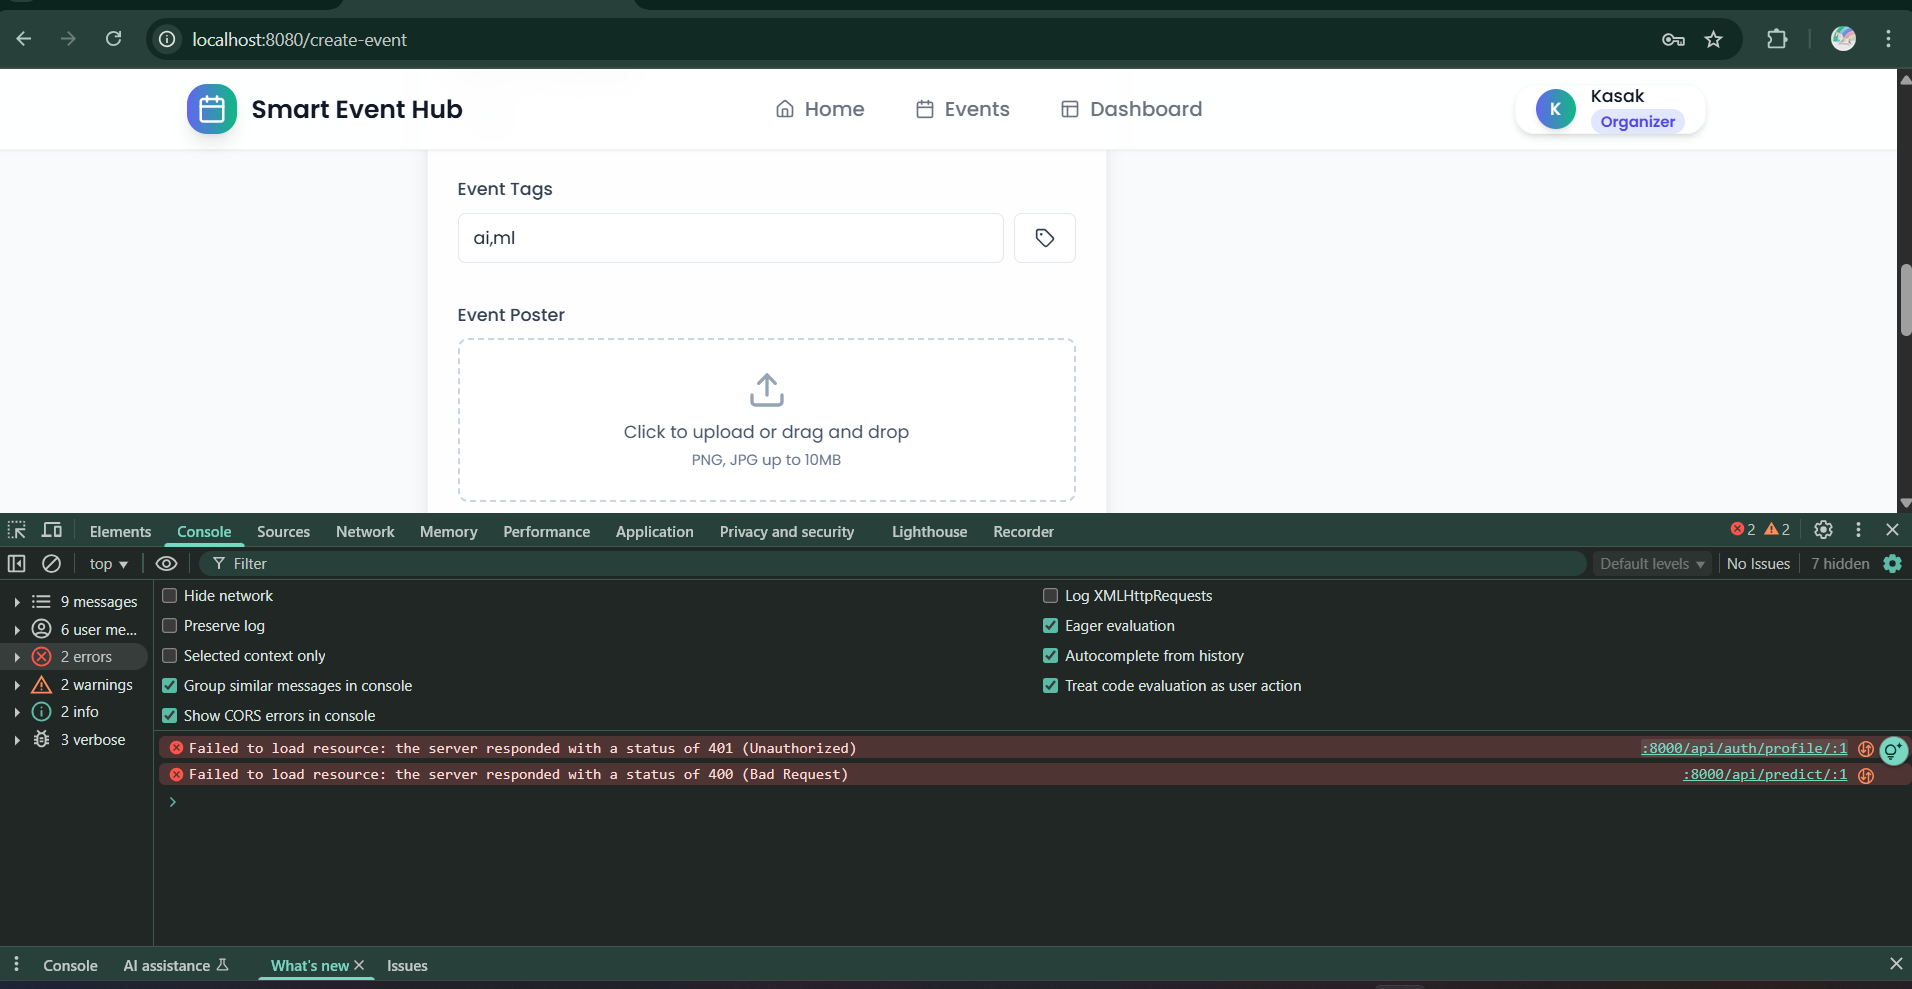 localhost:8080/create-event
Smart Event Hub
Home
Events
Dashboard
K
Kasak
Organizer
Event Tags
ai,ml
Event Poster
Click to upload or drag and drop
PNG, JPG up to 10MB
Elements
Console
Sources
Network
Memory
Performance
Application
Privacy and security
Lighthouse
Recorder
2
2
top
Filter
Default levels
No Issues
7 hidden
9 messages
6 user me...
2 errors
2 warnings
2 info
3 verbose
Hide network
Preserve log
Selected context only
Group similar messages in console
Show CORS errors in console
Log XMLHttpRequests
Eager evaluation
Autocomplete from history
Treat code evaluation as user action
Failed to load resource: the server responded with a status of 401 (Unauthorized) :8000/api/auth/profile/:1
Failed to load resource: the server responded with a status of 400 (Bad Request) :8000/api/predict/:1
Console
AI assistance
What's new
Issues